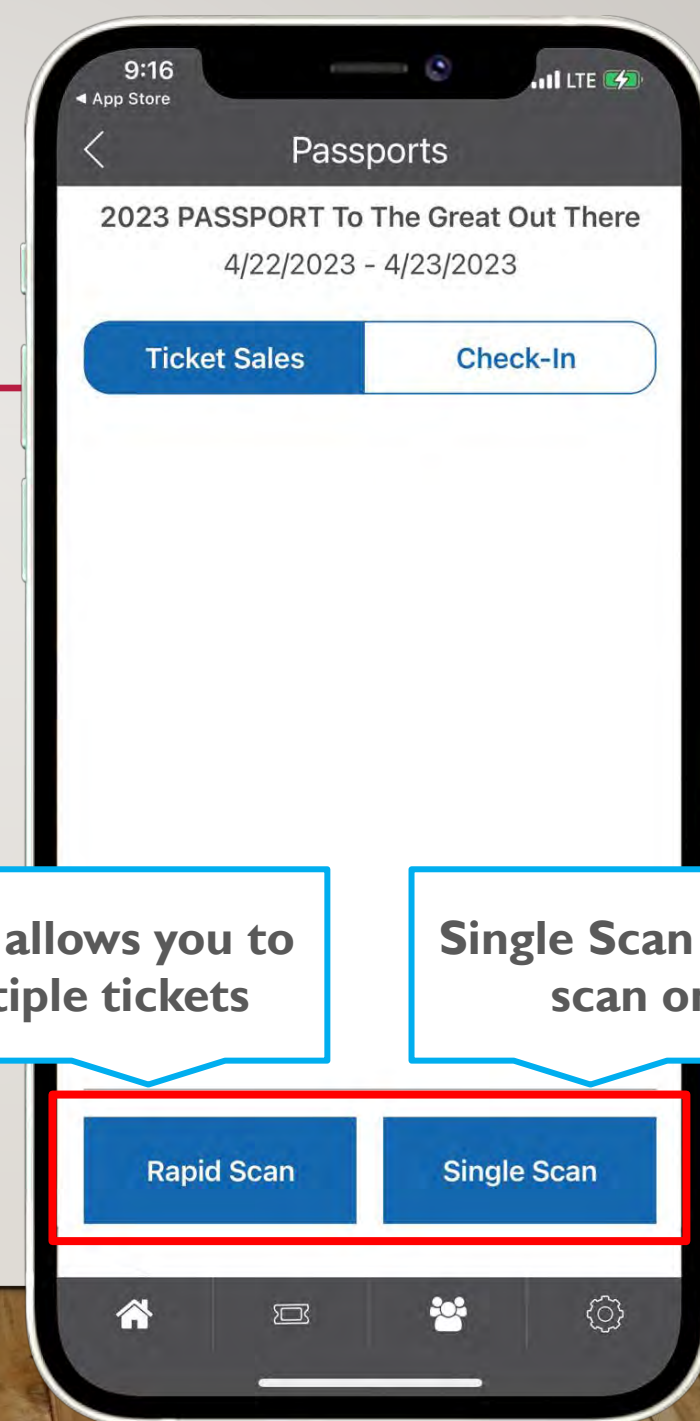 9:16
LTE
◄ App Store
Passports
2023 PASSPORT To The Great Out There
4/22/2023 - 4/23/2023
Ticket Sales
Check-In
allows you to
tiple tickets
Single Scan
scan
Rapid Scan
Single Scan